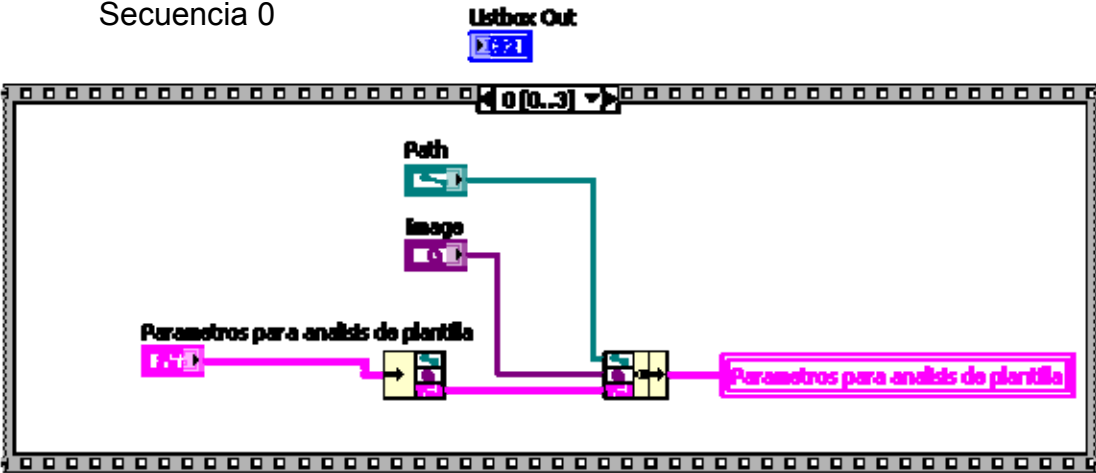 Secuencia 0
Listbox Out
0 [0...3]
Path
Image
Parametros para analisis de plantilla
Parametros para analisis de plantilla